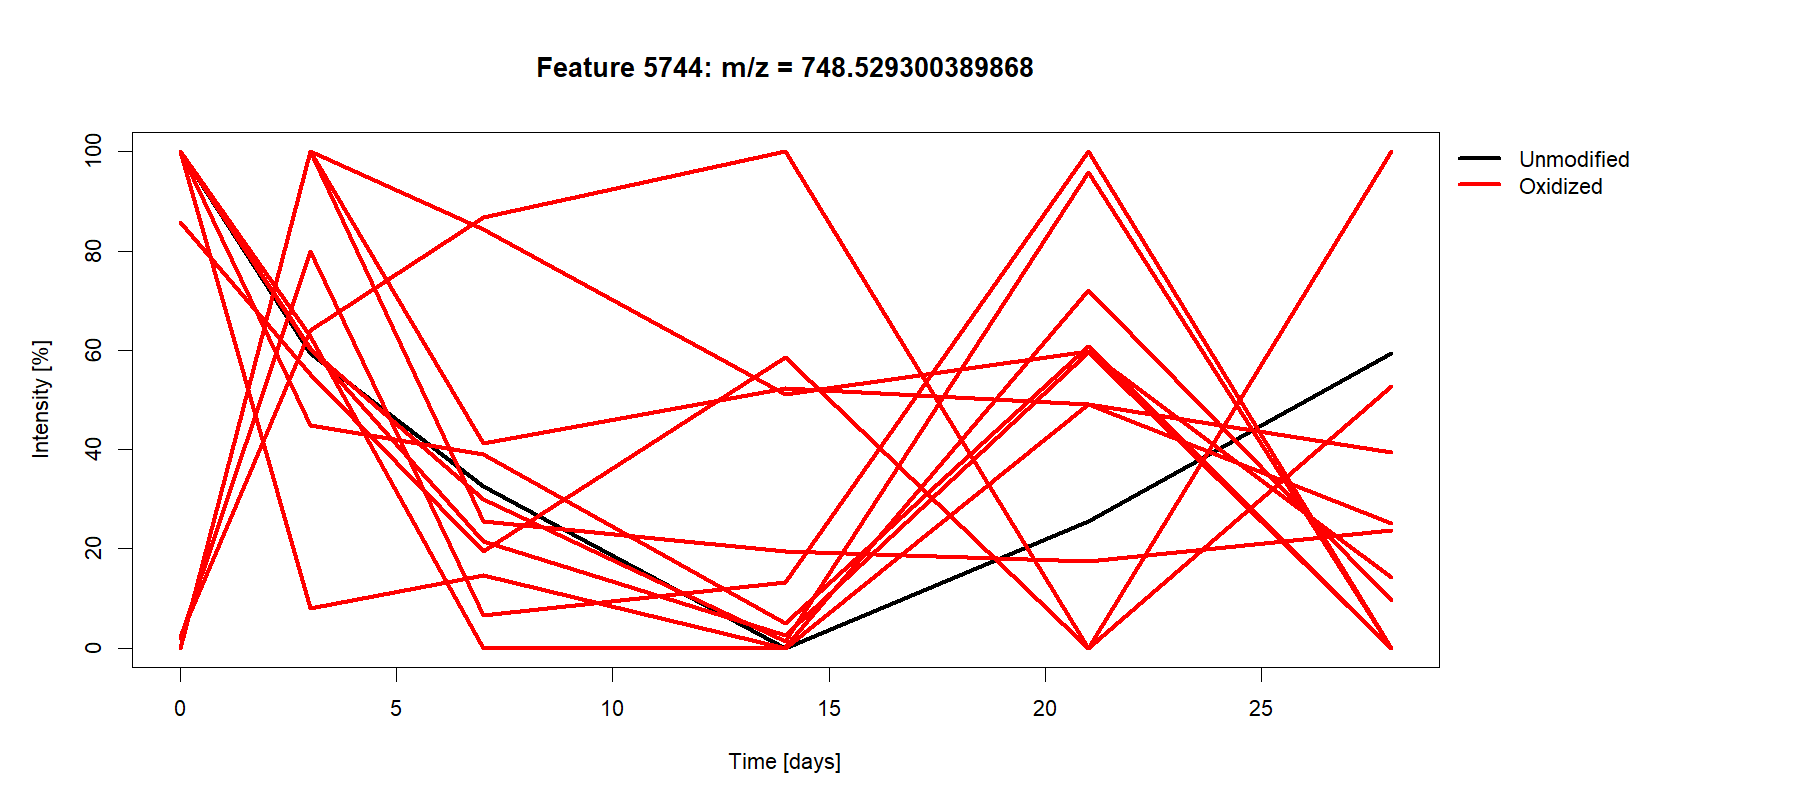 Feature 5744: m/z = 748.529300389868
Unmodified
Oxidized
100
80
60
40
20
0
Intensity [%]
0 5 10 15 20 25
Time [days]